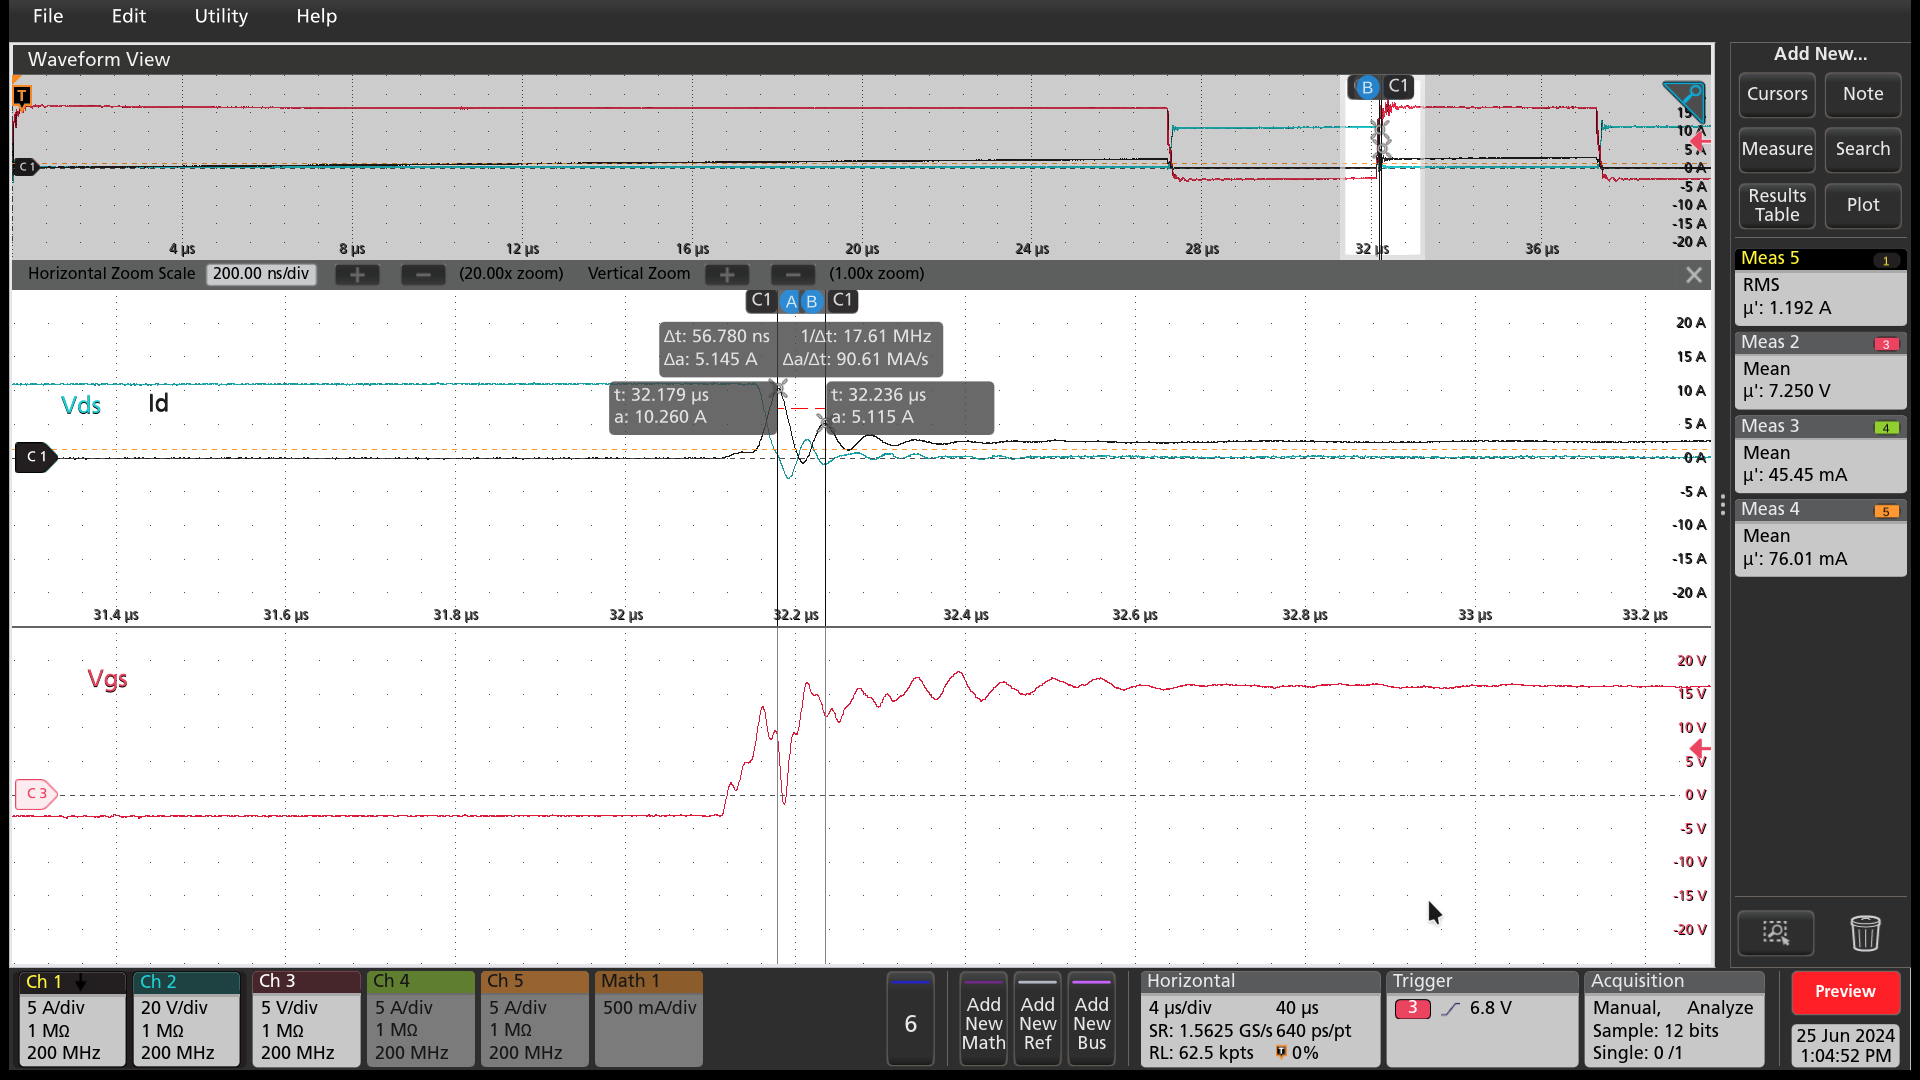 File Edit Utility Help
Waveform View
Add New...
Cursors Note
Measure Search
Results Table Plot
T
B C1
C 1
15
10 A
5 A
0 A
-5 A
-10 A
-15 A
-20 A
4 µs 8 µs 12 µs 16 µs 20 µs 24 µs 28 µs 32 µs 36 µs
Horizontal Zoom Scale 200.00 ns/div + − (20.00x zoom) Vertical Zoom + − (1.00x zoom)
C1 A B C1
Δt: 56.780 ns 1/Δt: 17.61 MHz
Δa: 5.145 A Δa/Δt: 90.61 MA/s
t: 32.179 µs
a: 10.260 A
t: 32.236 µs
a: 5.115 A
Vds Id
C 1
20 A
15 A
10 A
5 A
0 A
-5 A
-10 A
-15 A
-20 A
31.4 µs 31.6 µs 31.8 µs 32 µs 32.2 µs 32.4 µs 32.6 µs 32.8 µs 33 µs 33.2 µs
Vgs
C 3
20 V
15 V
10 V
5 V
0 V
-5 V
-10 V
-15 V
-20 V
Meas 5 1
RMS
µ': 1.192 A
Meas 2 3
Mean
µ': 7.250 V
Meas 3 4
Mean
µ': 45.45 mA
Meas 4 5
Mean
µ': 76.01 mA
Ch 1
5 A/div
1 MΩ
200 MHz
Ch 2
20 V/div
1 MΩ
200 MHz
Ch 3
5 V/div
1 MΩ
200 MHz
Ch 4
5 A/div
1 MΩ
200 MHz
Ch 5
5 A/div
1 MΩ
200 MHz
Math 1
500 mA/div
6
Add New Math
Add New Ref
Add New Bus
Horizontal
4 µs/div 40 µs
SR: 1.5625 GS/s 640 ps/pt
RL: 62.5 kpts T 0%
Trigger
3 6.8 V
Acquisition
Manual, Analyze
Sample: 12 bits
Single: 0 /1
Preview
25 Jun 2024
1:04:52 PM